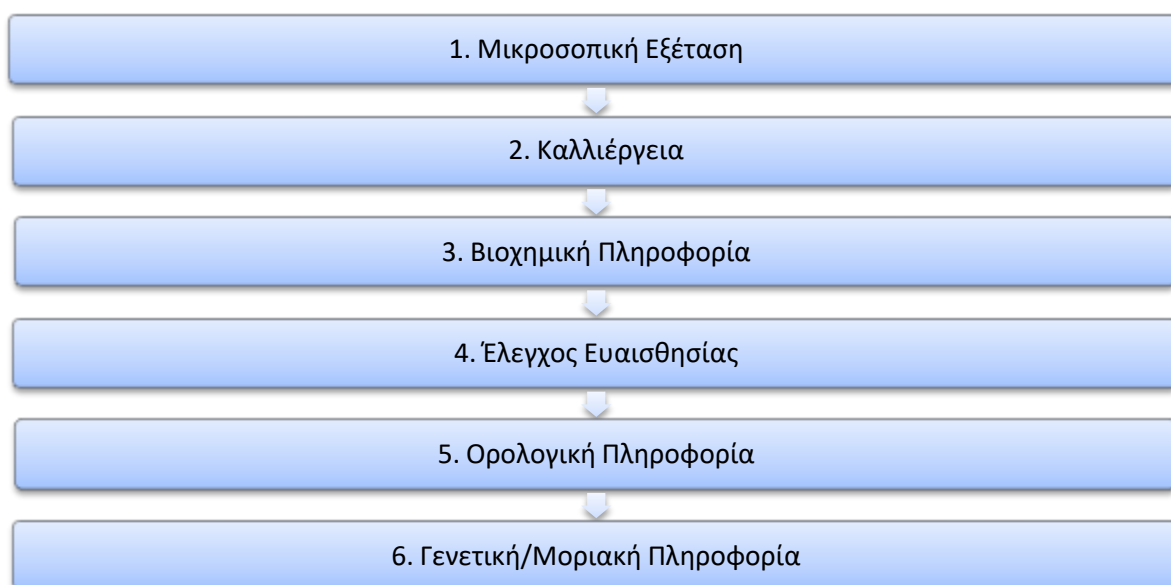 1. Μικροσοπική Εξέταση
2. Καλλιέργεια
3. Βιοχημική Πληροφορία
4. Έλεγχος Ευαισθησίας
5. Ορολογική Πληροφορία
6. Γενετική/Μοριακή Πληροφορία